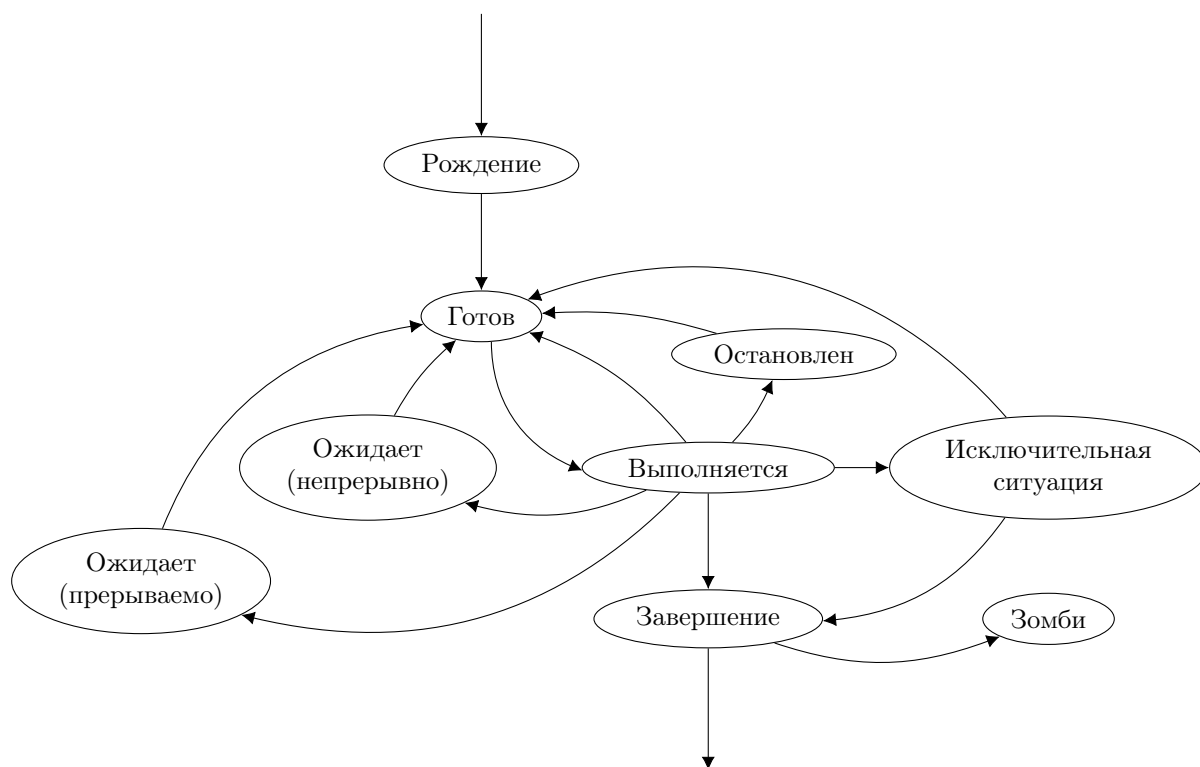 Рождение
Готов
Остановлен
Ожидает
(непрерывно)
Выполняется
Исключительная
ситуация
Ожидает
(прерываемо)
Завершение
Зомби